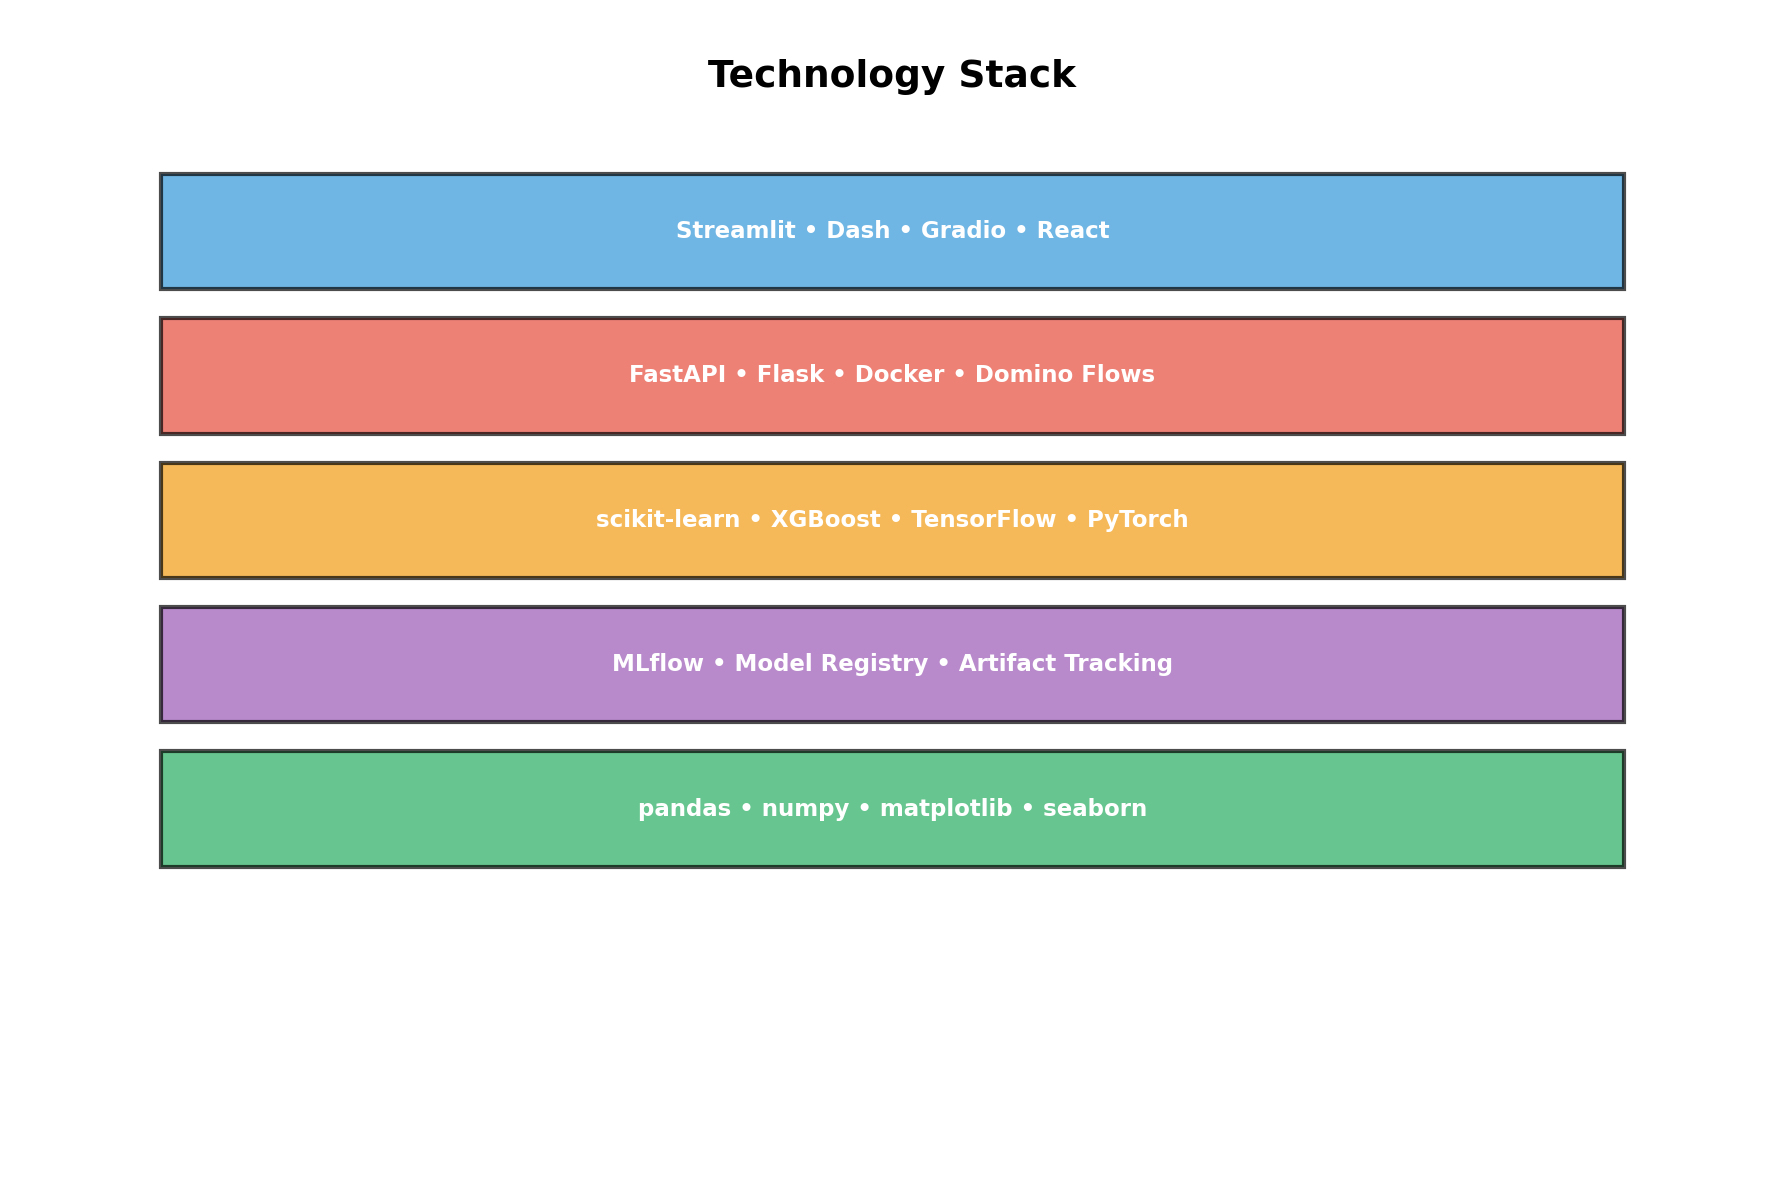 Technology Stack
Streamlit • Dash • Gradio • React
FastAPI • Flask • Docker • Domino Flows
scikit-learn • XGBoost • TensorFlow • PyTorch
MLflow • Model Registry • Artifact Tracking
pandas • numpy • matplotlib • seaborn